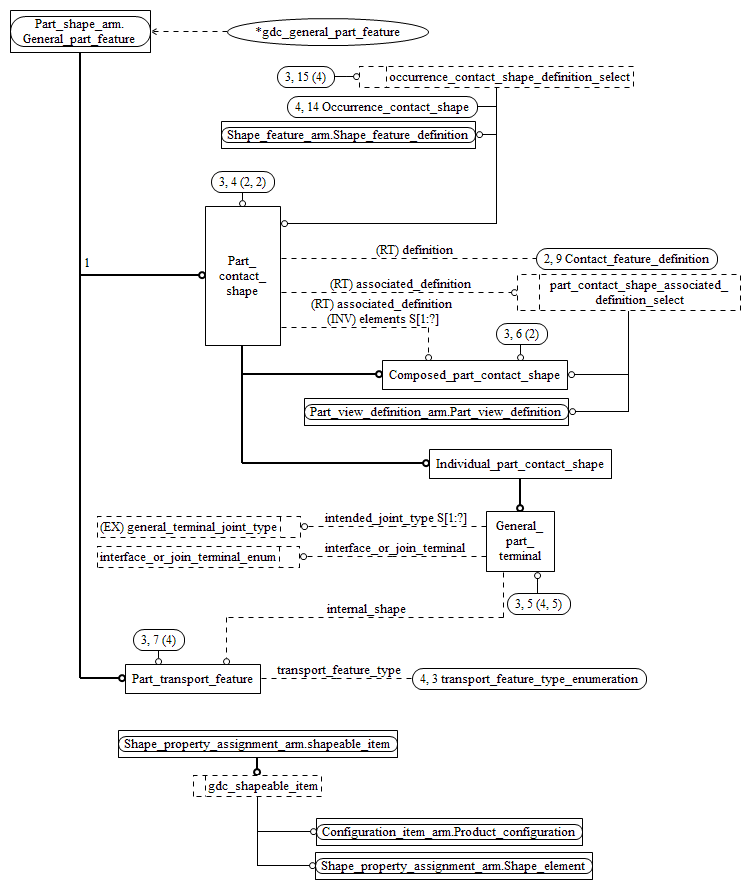 Part_shape_arm.
General_part_feature
*gdc_general_part_feature
3, 15 (4)
occurrence_contact_shape_definition_select
4, 14 Occurrence_contact_shape
Shape_feature_arm.Shape_feature_definition
3, 4 (2, 2)
Part_
contact_
shape
1
(RT) definition
2, 9 Contact_feature_definition
(RT) associated_definition
part_contact_shape_associated_
definition_select
(RT) associated_definition
(INV) elements S[1:?]
3, 6 (2)
Composed_part_contact_shape
Part_view_definition_arm.Part_view_definition
Individual_part_contact_shape
(EX) general_terminal_joint_type
intended_joint_type S[1:?]
General_
part_
terminal
interface_or_join_terminal_enum
interface_or_join_terminal
3, 5 (4, 5)
internal_shape
3, 7 (4)
Part_transport_feature
transport_feature_type
4, 3 transport_feature_type_enumeration
Shape_property_assignment_arm.shapeable_item
gdc_shapeable_item
Configuration_item_arm.Product_configuration
Shape_property_assignment_arm.Shape_element